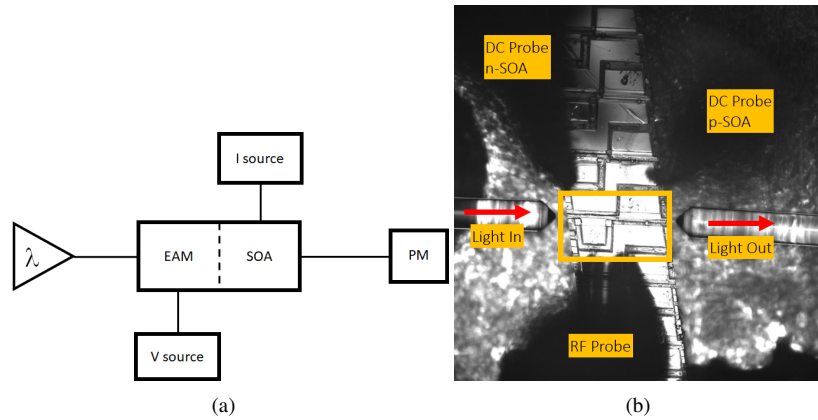 I source
λ
EAM
SOA
PM
V source
(a)
DC Probe
n-SOA
DC Probe
p-SOA
Light In
Light Out
RF Probe
(b)